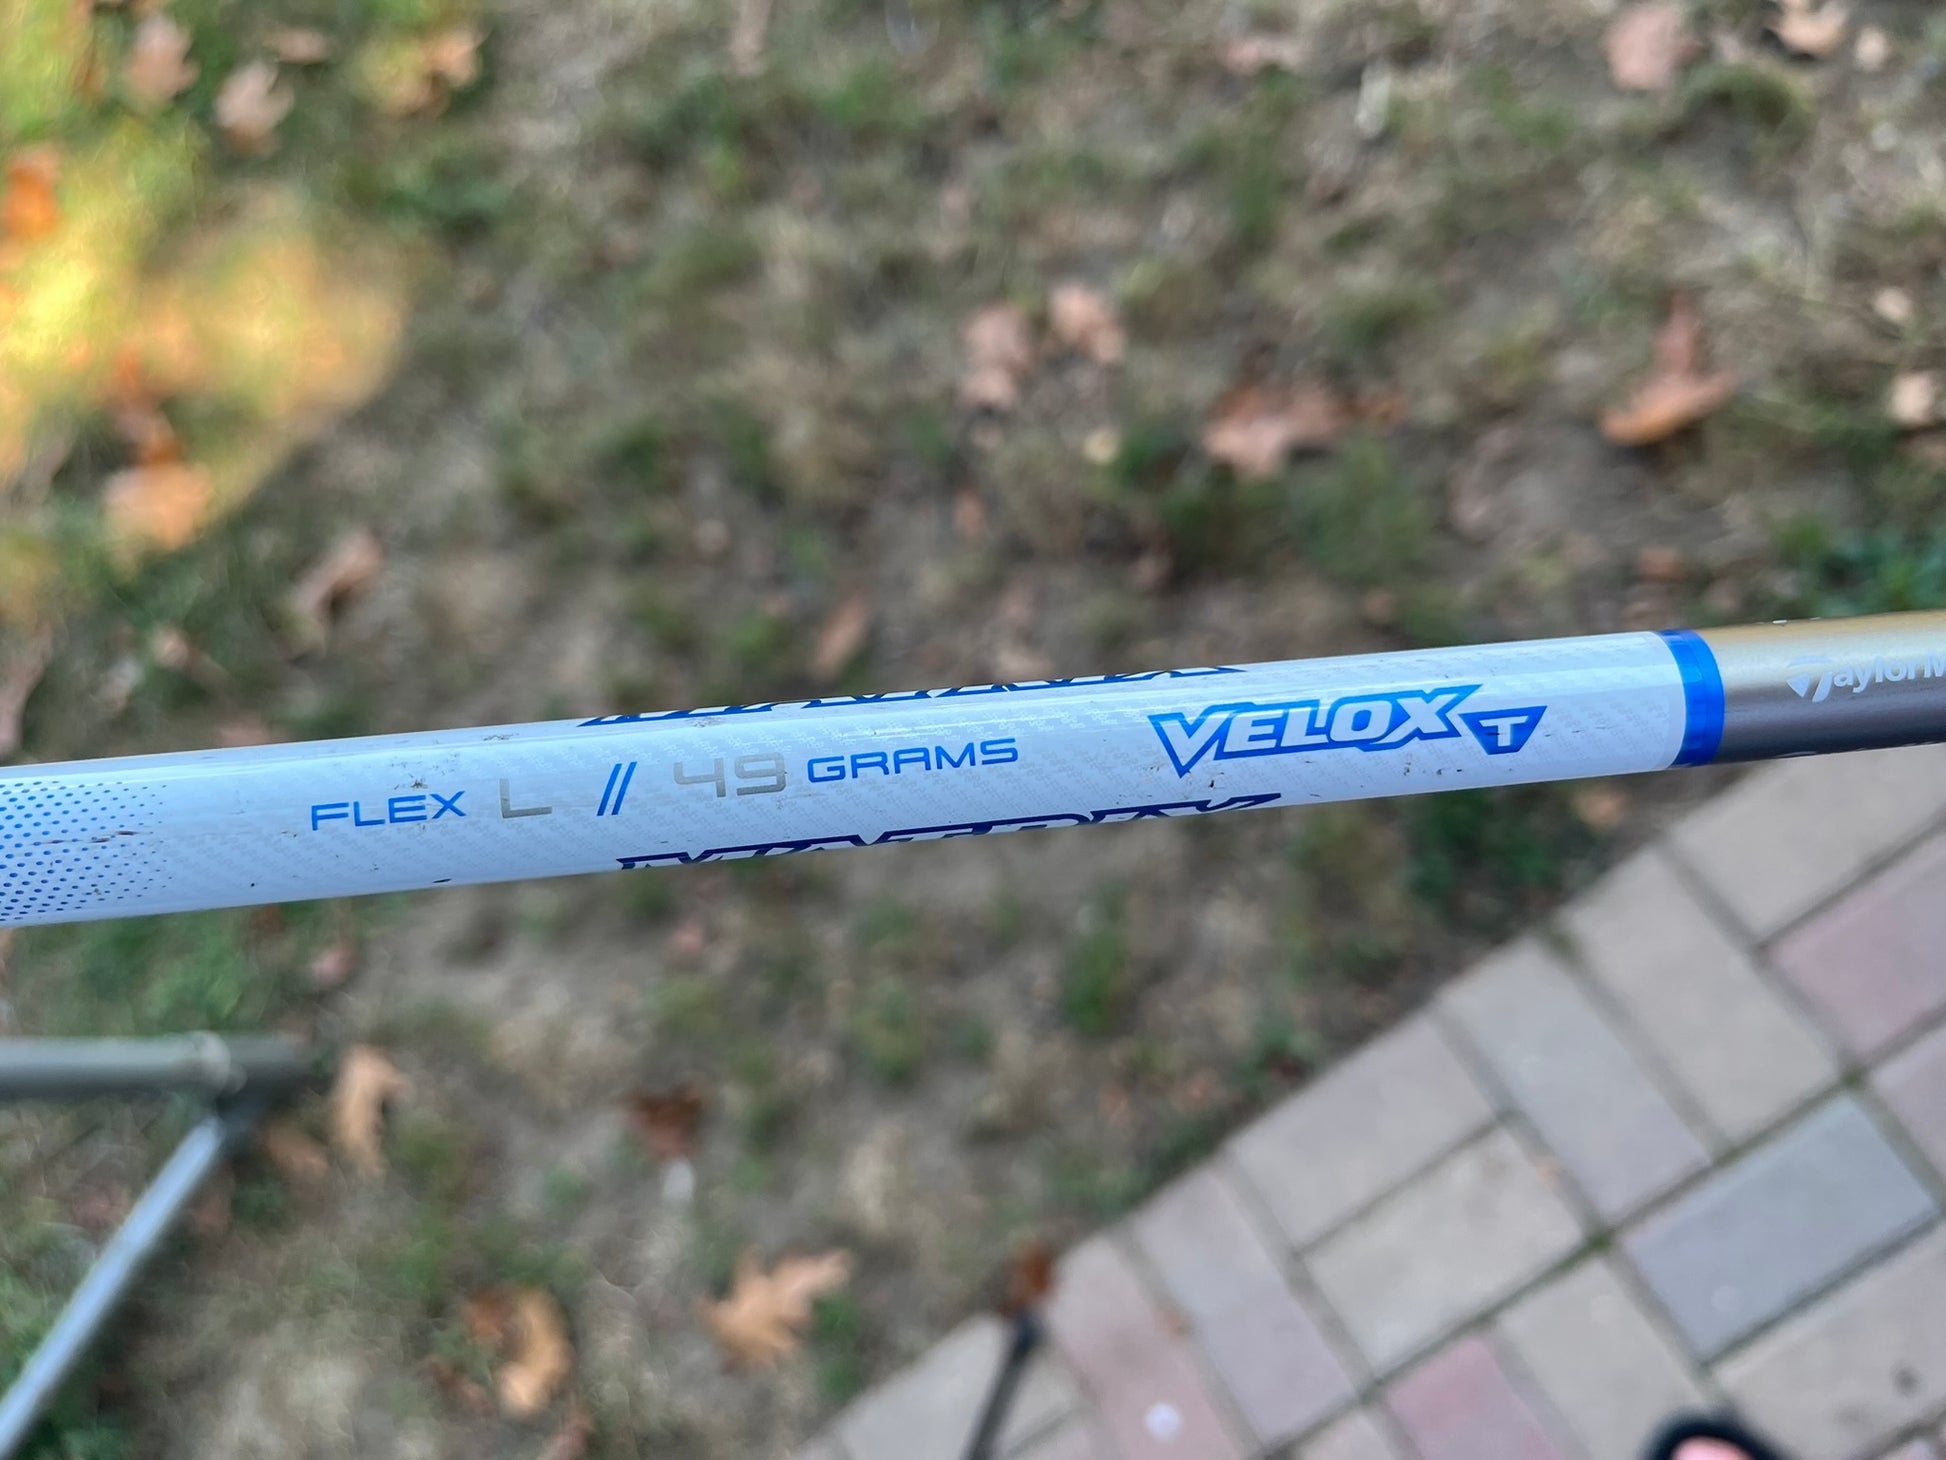 FLEX L // 49 GRAMS VELOX T
TaylorM